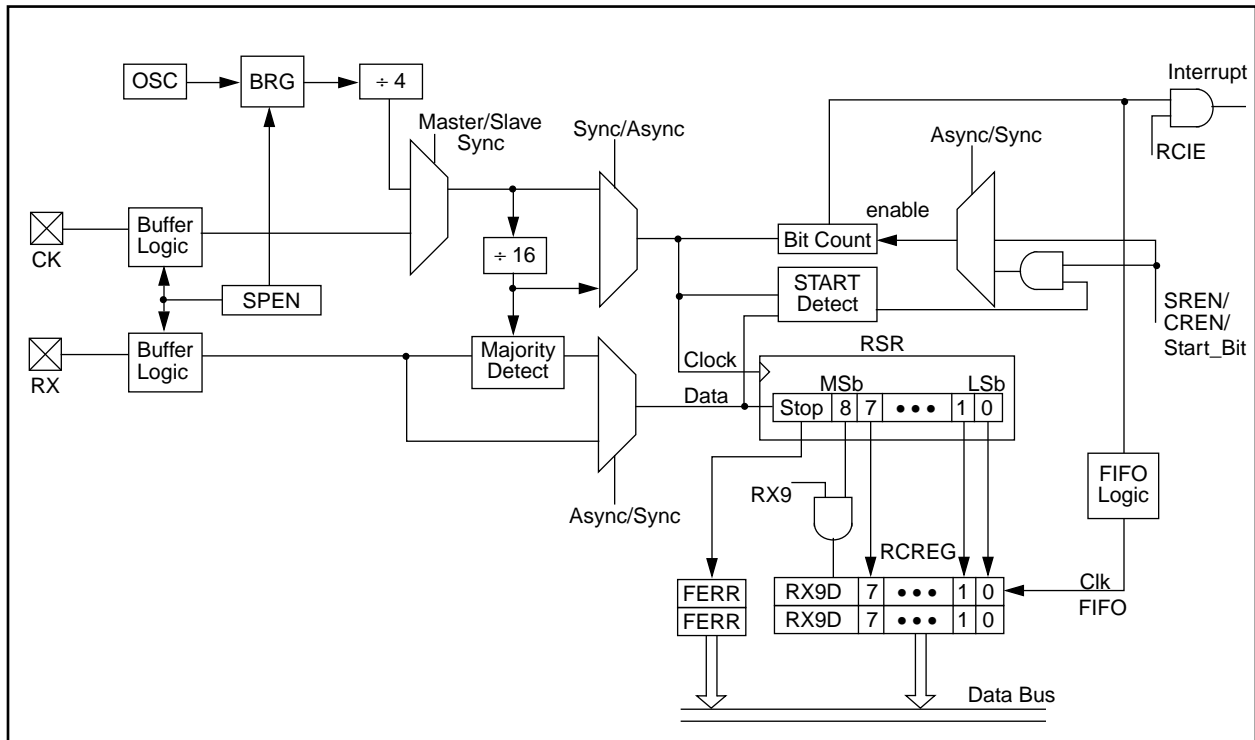 OSC
BRG
÷ 4
Interrupt
Master/Slave
Sync
Sync/Async
Async/Sync
RCIE
Buffer
Logic
CK
enable
Bit Count
÷ 16
SPEN
START
Detect
SREN/
CREN/
Start_Bit
Buffer
Logic
RX
Majority
Detect
Clock
RSR
Data
MSb
LSb
Stop 8 7 ••• 1 0
Async/Sync
RX9
FIFO
Logic
RCREG
Clk
FIFO
FERR
RX9D 7 ••• 1 0
FERR
RX9D 7 ••• 1 0
Data Bus